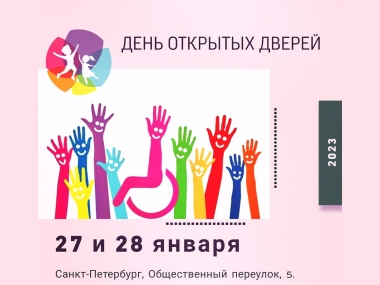 ДЕНЬ ОТКРЫТЫХ ДВЕРЕЙ
2023
27 и 28 января
Санкт-Петербург, Общественный переулок, 5.